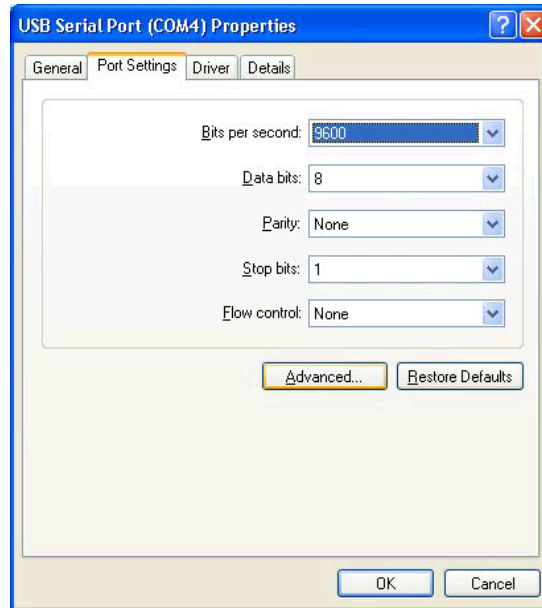 USB Serial Port (COM4) Properties
General Port Settings Driver Details
Bits per second: 9600
Data bits: 8
Parity: None
Stop bits: 1
Flow control: None
Advanced... Restore Defaults
OK Cancel